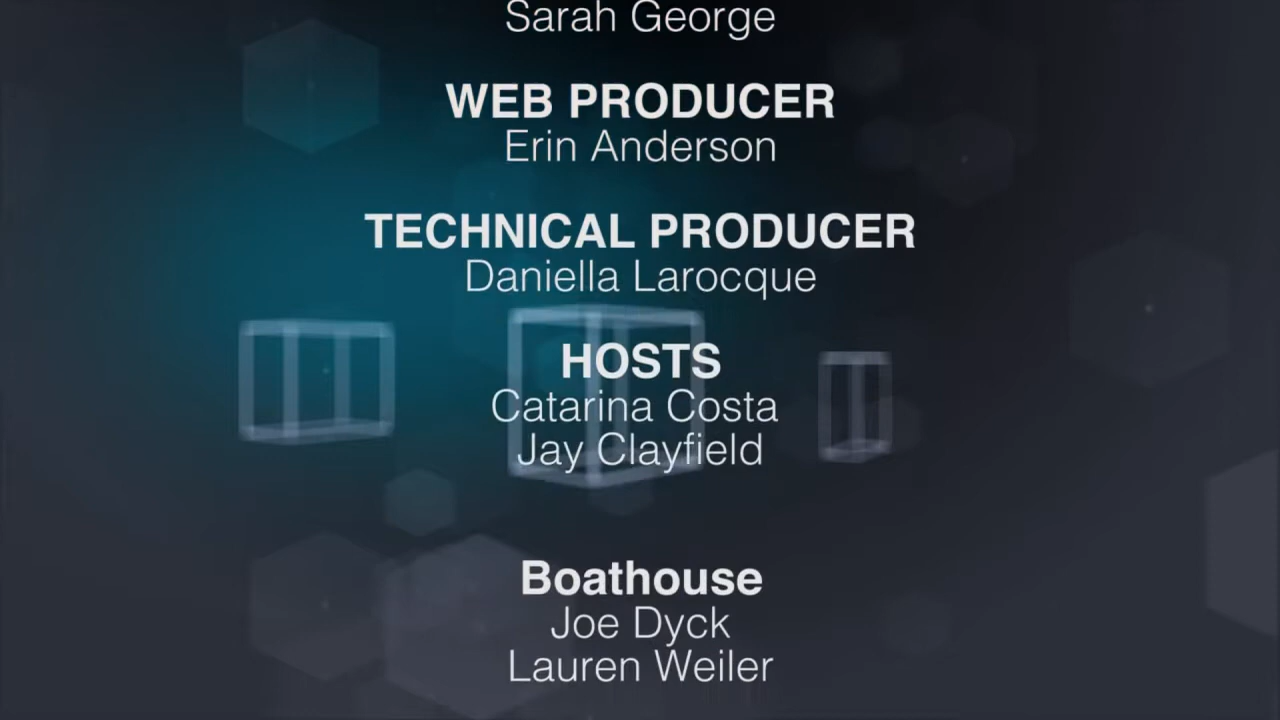 Sarah George
WEB PRODUCER
Erin Anderson
TECHNICAL PRODUCER
Daniella Larocque
HOSTS
Catarina Costa
Jay Clayfield
Boathouse
Joe Dyck
Lauren Weiler